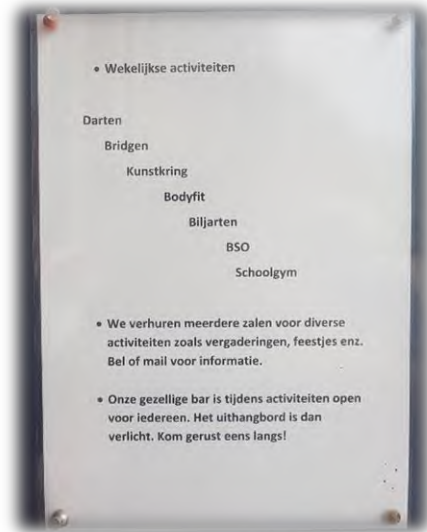 • Wekelijkse activiteiten
Darten
Bridgen
Kunstkring
Bodyfit
Biljarten
BSO
Schoolgym
• We verhuren meerdere zalen voor diverse
activiteiten zoals vergaderingen, feestjes enz.
Bel of mail voor informatie.
• Onze gezellige bar is tijdens activiteiten open
voor iedereen. Het uithangbord is dan
verlicht. Kom gerust eens langs!